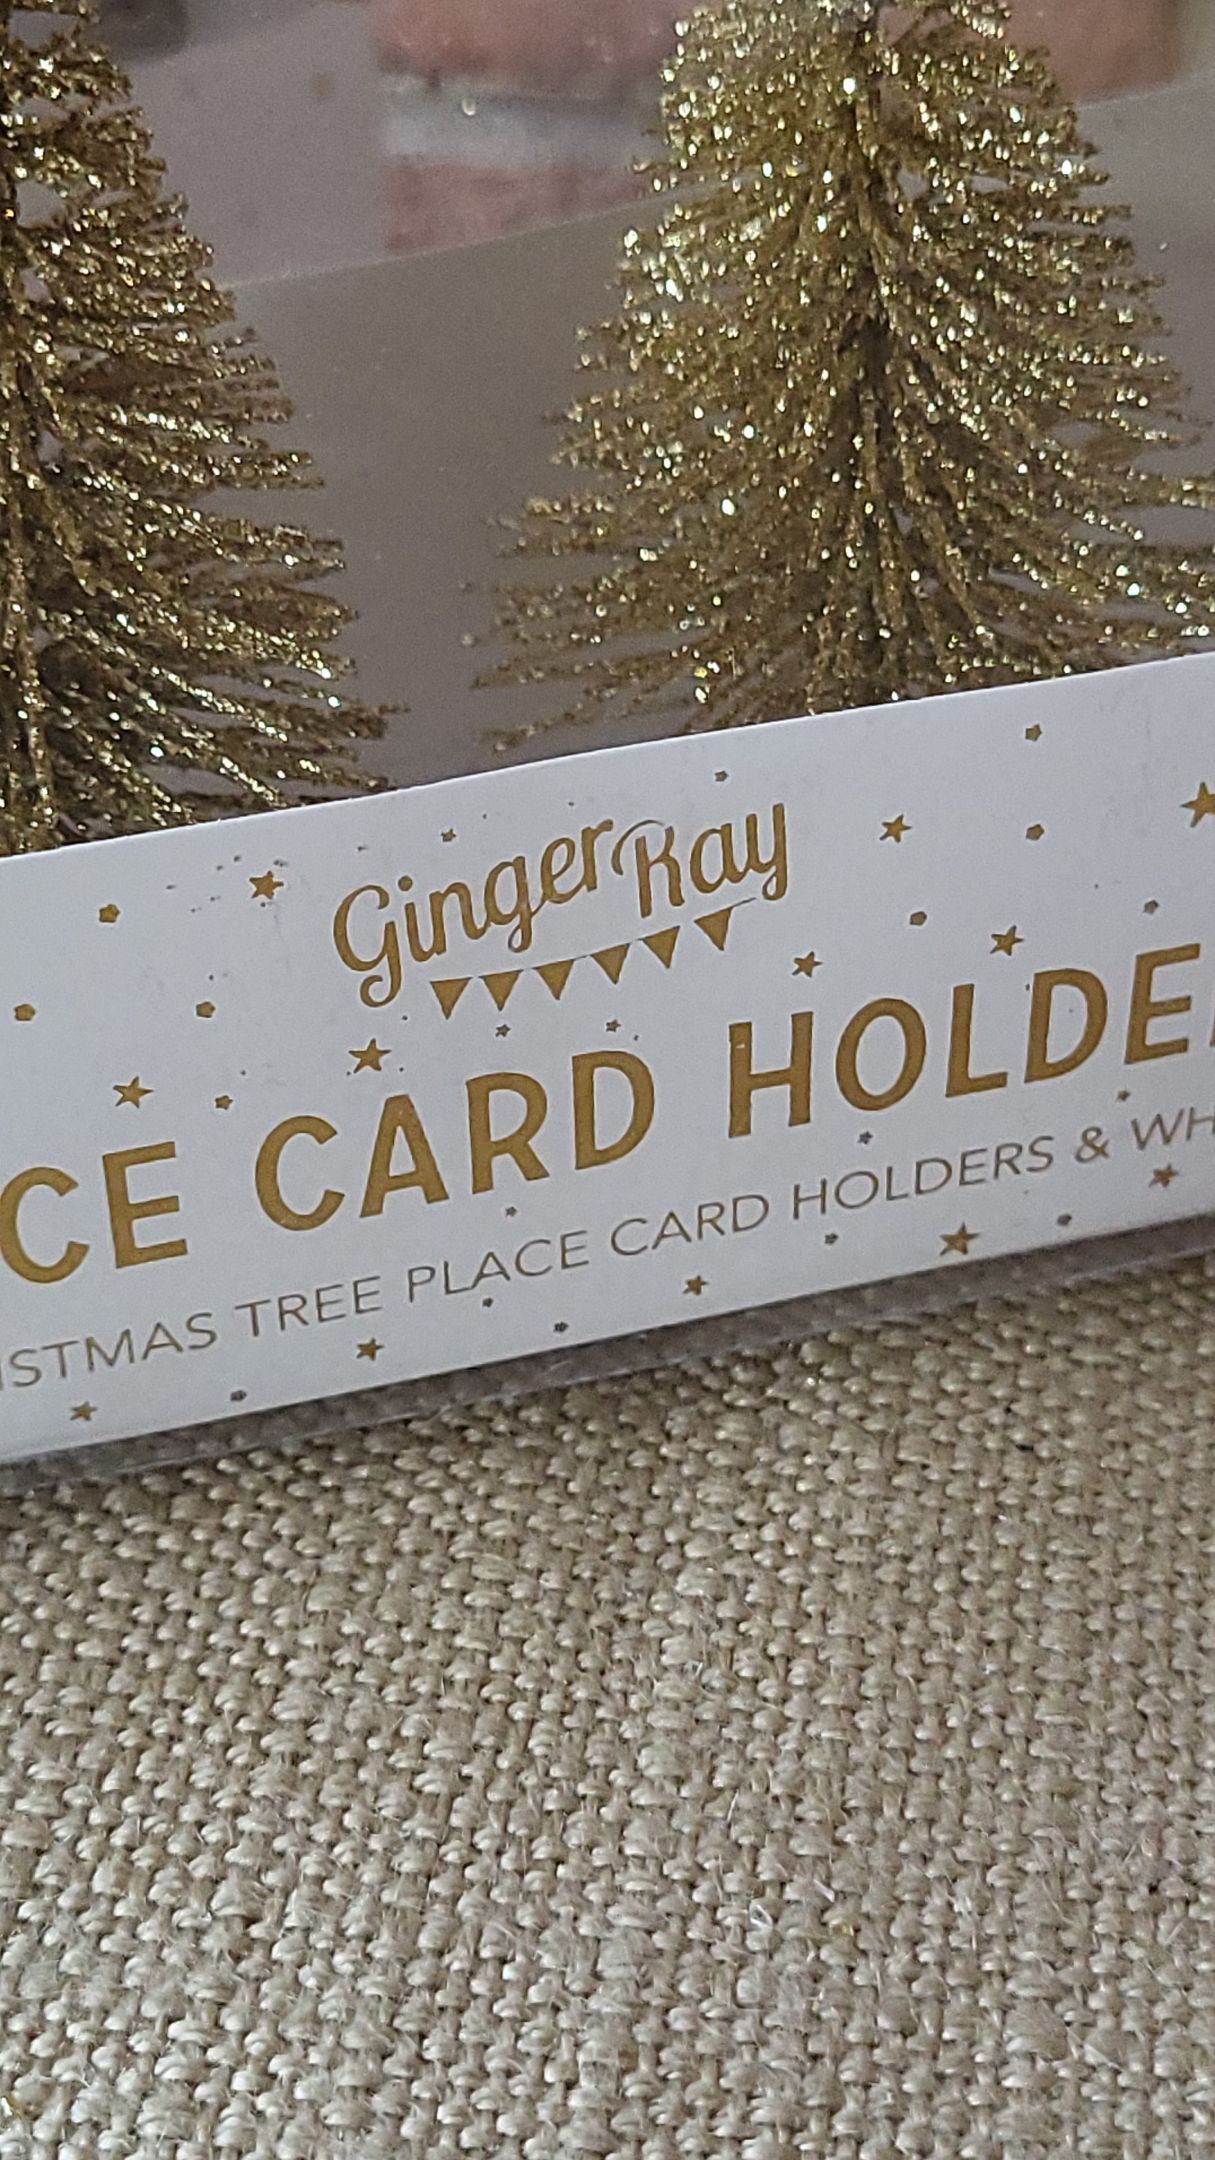 Ginger Ray
CE CARD HOLDE
ISTMAS TREE PLACE CARD HOLDERS & WH